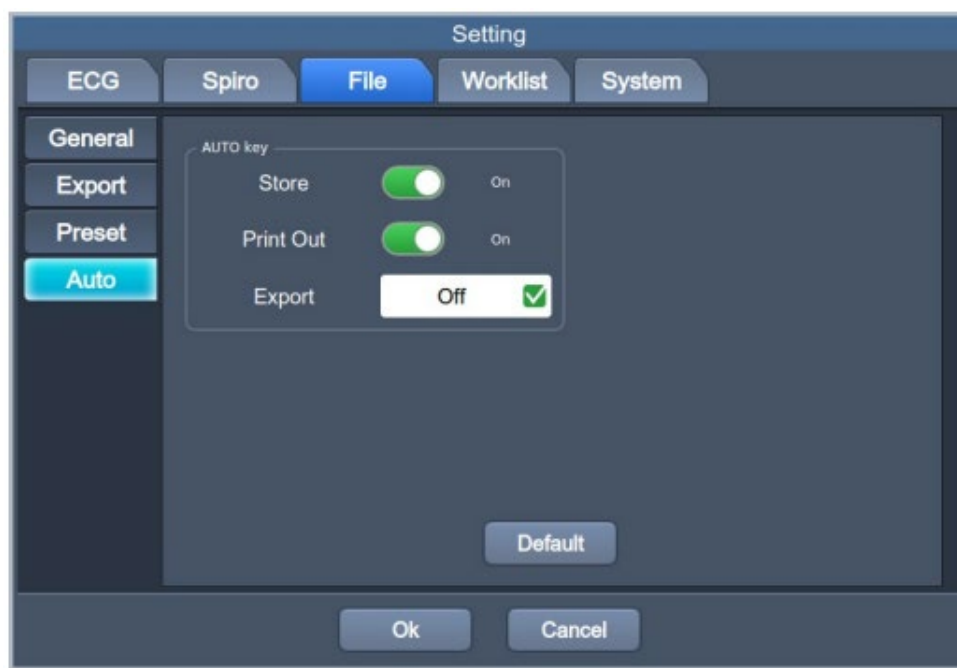 Setting
ECG Spiro File Worklist System
General
Export
Preset
Auto
AUTO key
Store On
Print Out On
Export Off
Default
Ok Cancel